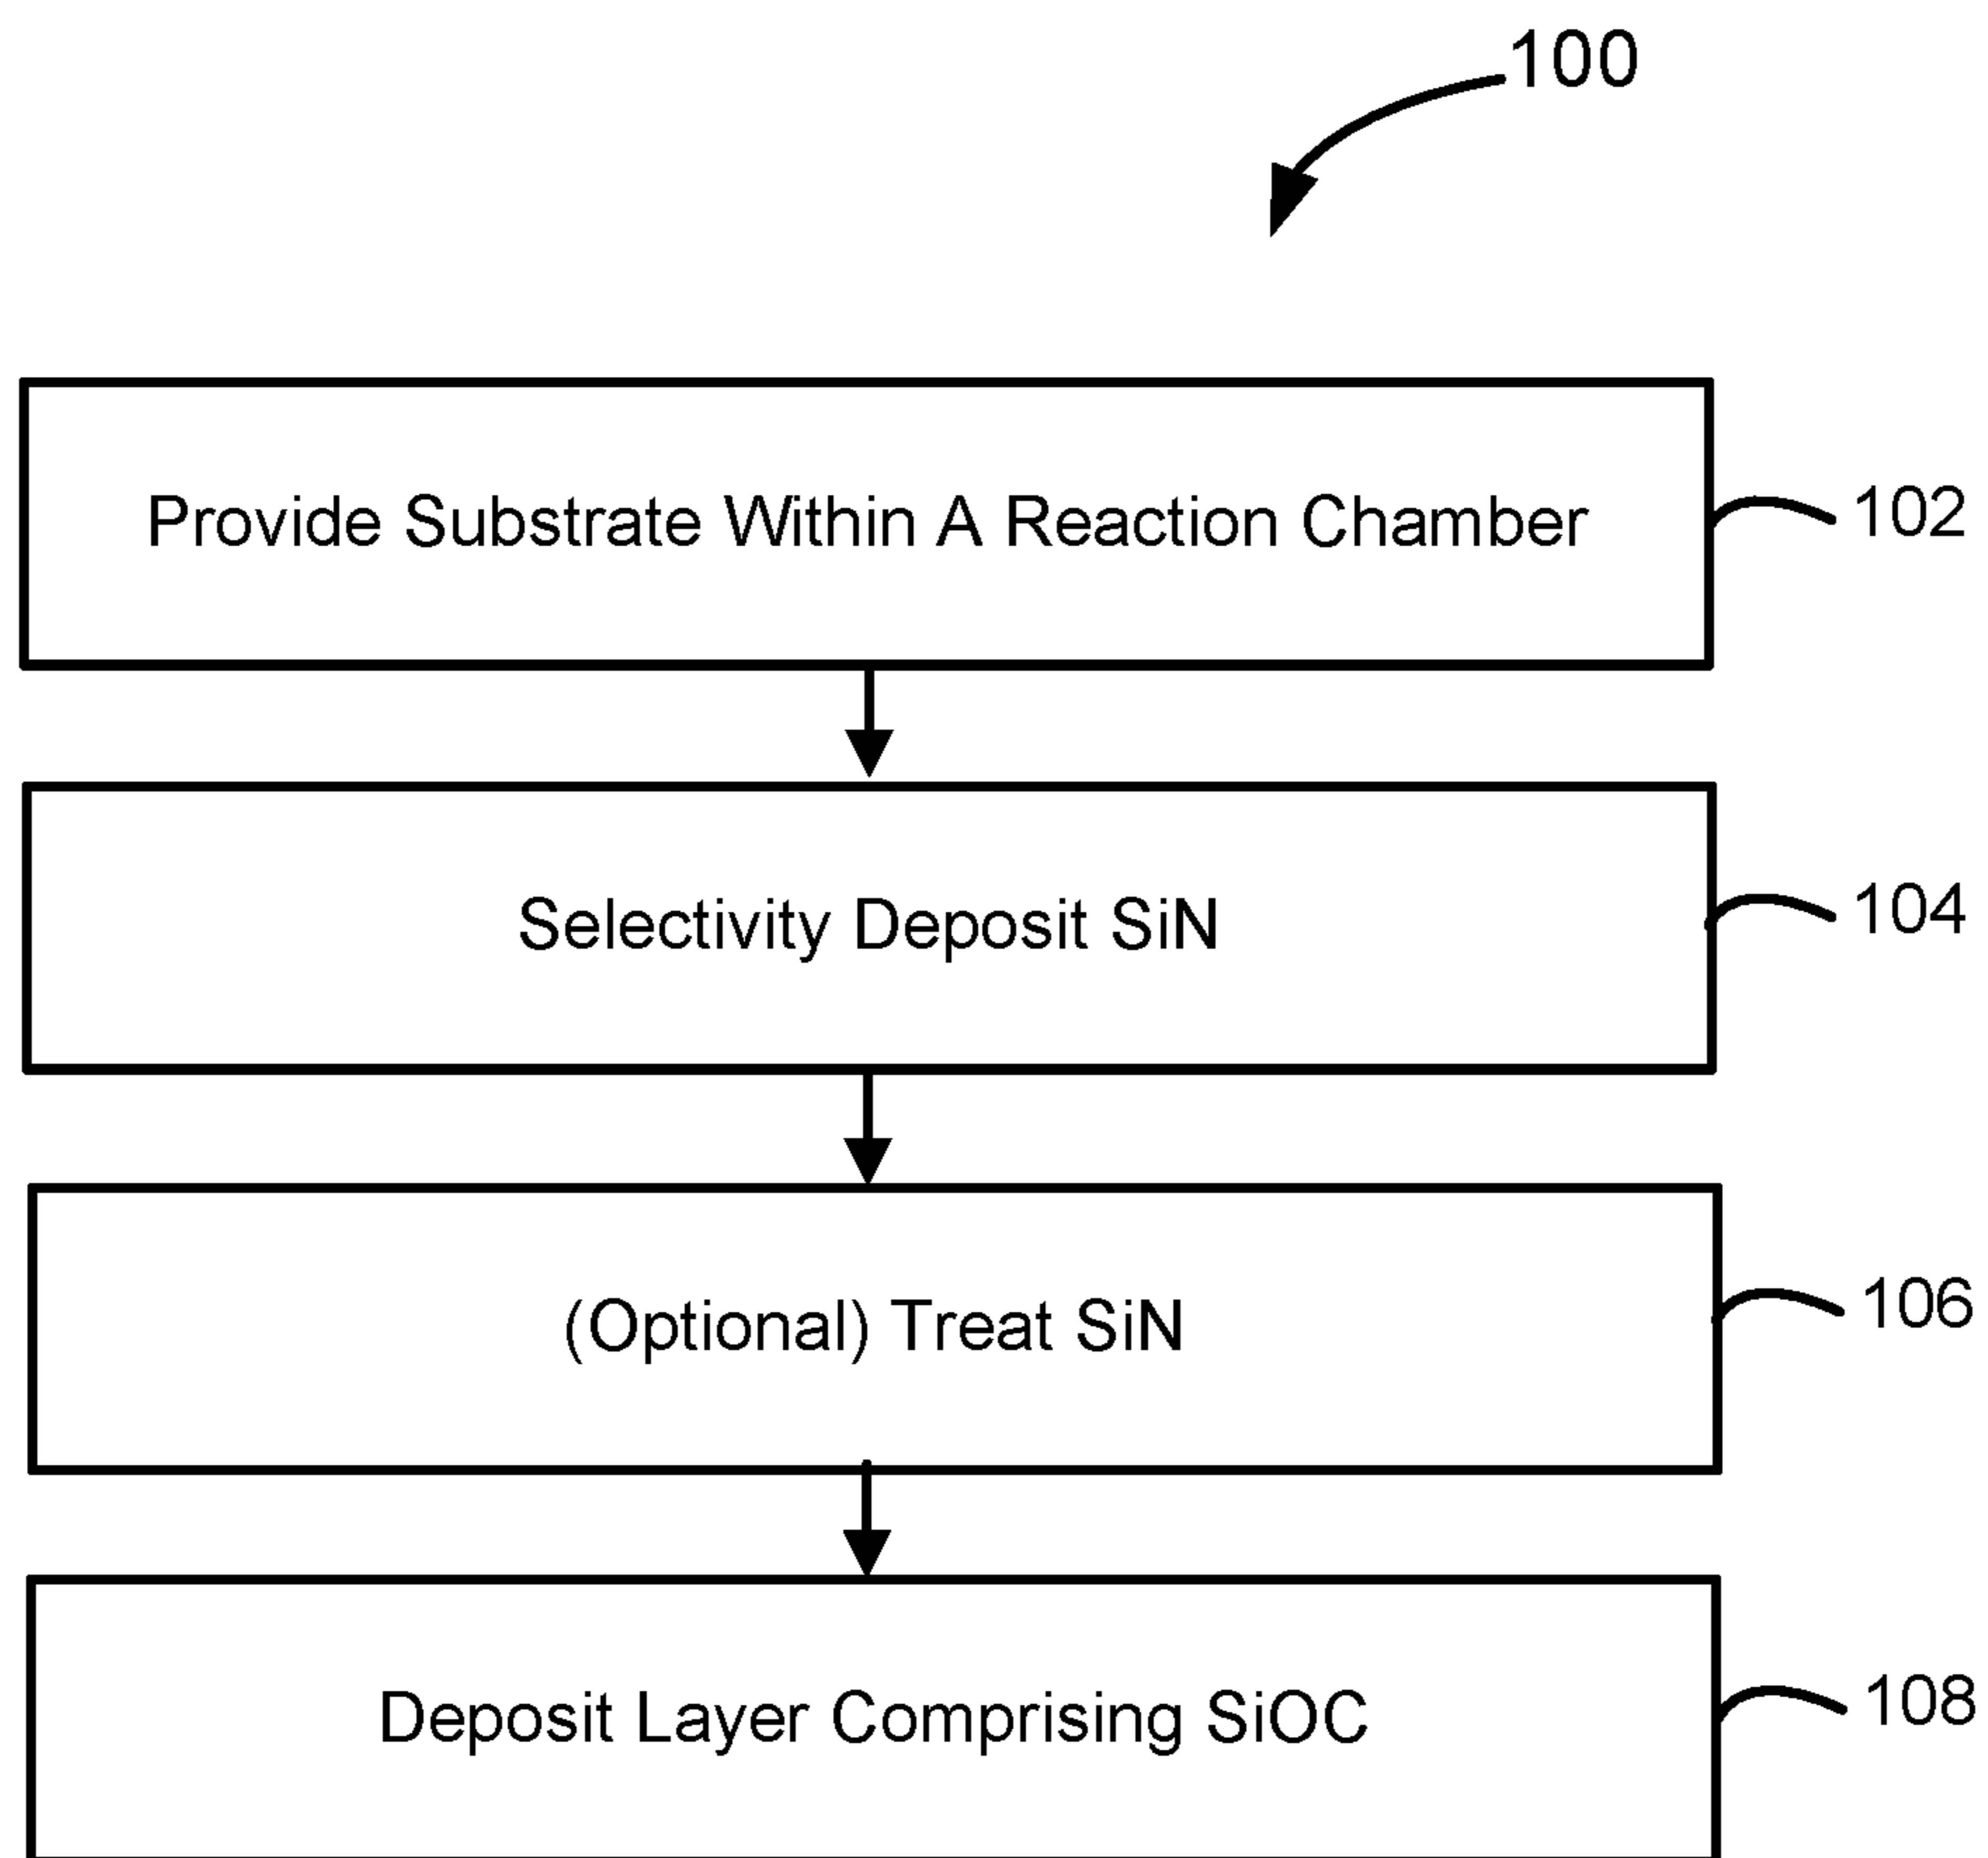 100
Provide Substrate Within A Reaction Chamber
102
Selectivity Deposit SiN
104
(Optional) Treat SiN
106
Deposit Layer Comprising SiOC
108